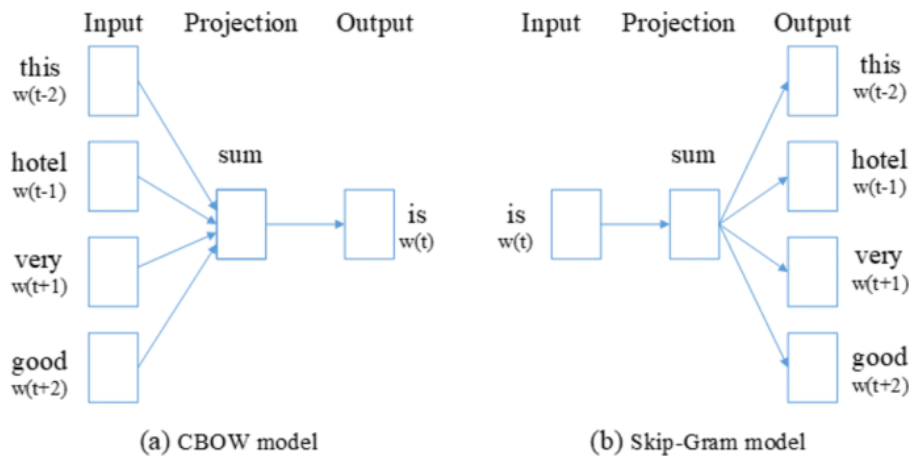 Input Projection Output
this
w(t-2)
hotel
w(t-1)
sum
very
w(t+1)
good
w(t+2)
is
w(t)
(a) CBOW model
Input Projection Output
is
w(t)
sum
this
w(t-2)
hotel
w(t-1)
very
w(t+1)
good
w(t+2)
(b) Skip-Gram model